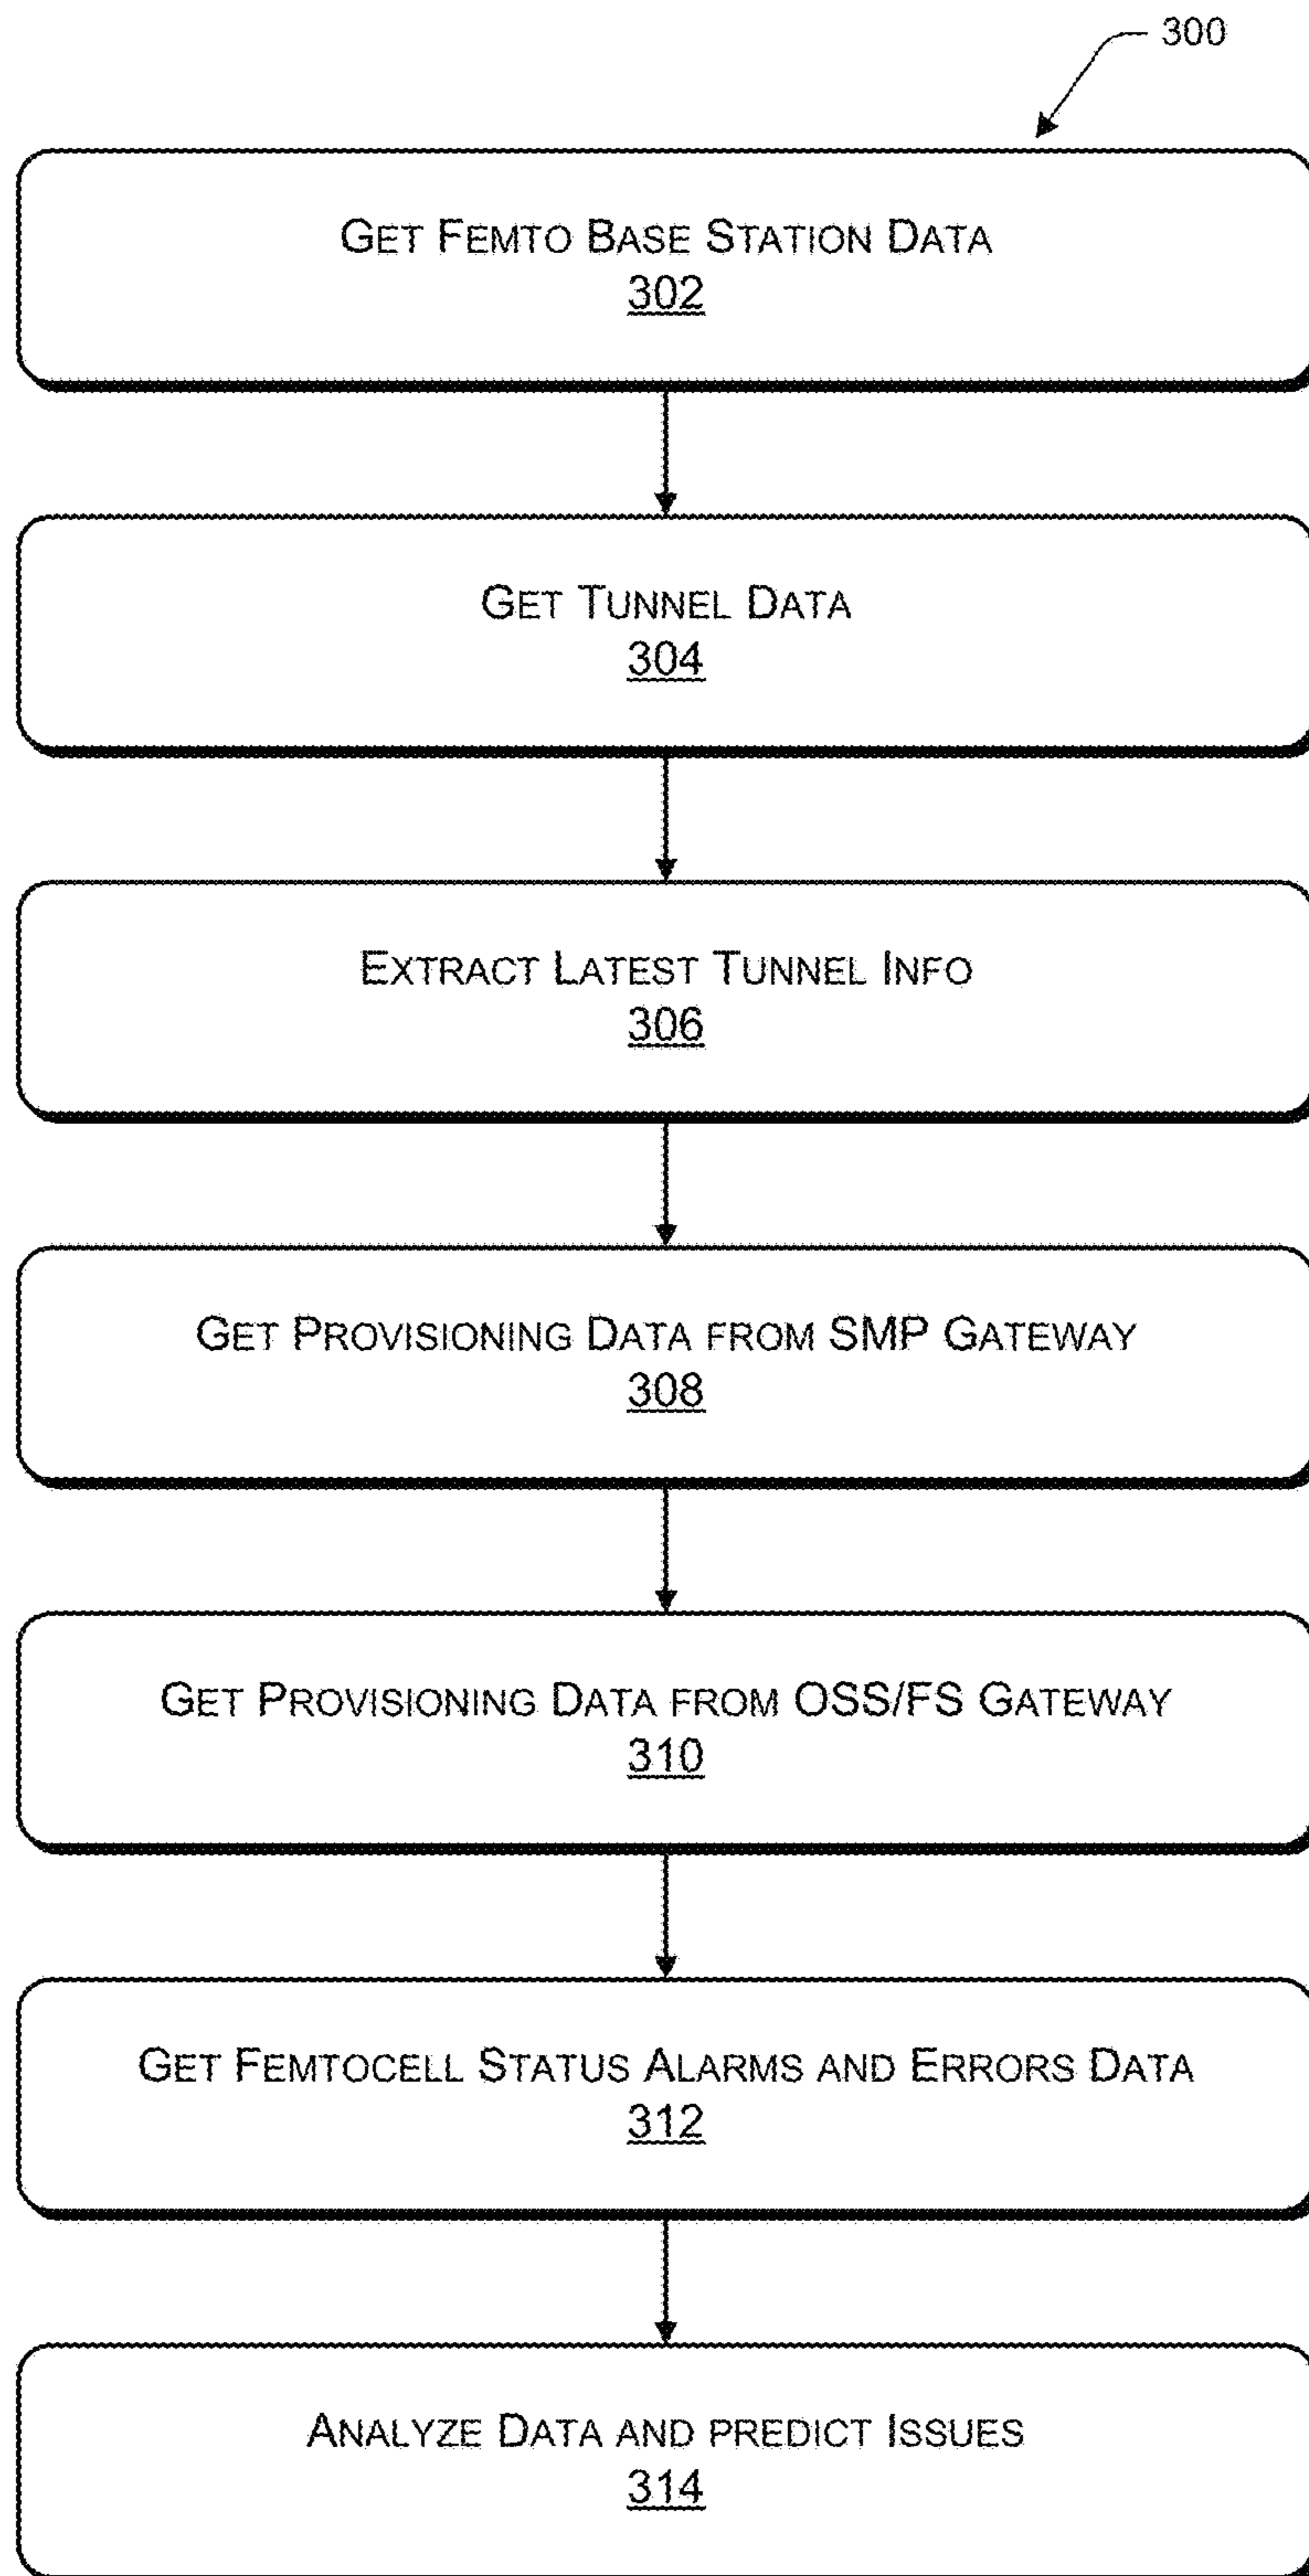 300
GET FEMTO BASE STATION DATA
302
GET TUNNEL DATA
304
EXTRACT LATEST TUNNEL INFO
306
GET PROVISIONING DATA FROM SMP GATEWAY
308
GET PROVISIONING DATA FROM OSS/FS GATEWAY
310
GET FEMTOCELL STATUS ALARMS AND ERRORS DATA
312
ANALYZE DATA AND PREDICT ISSUES
314